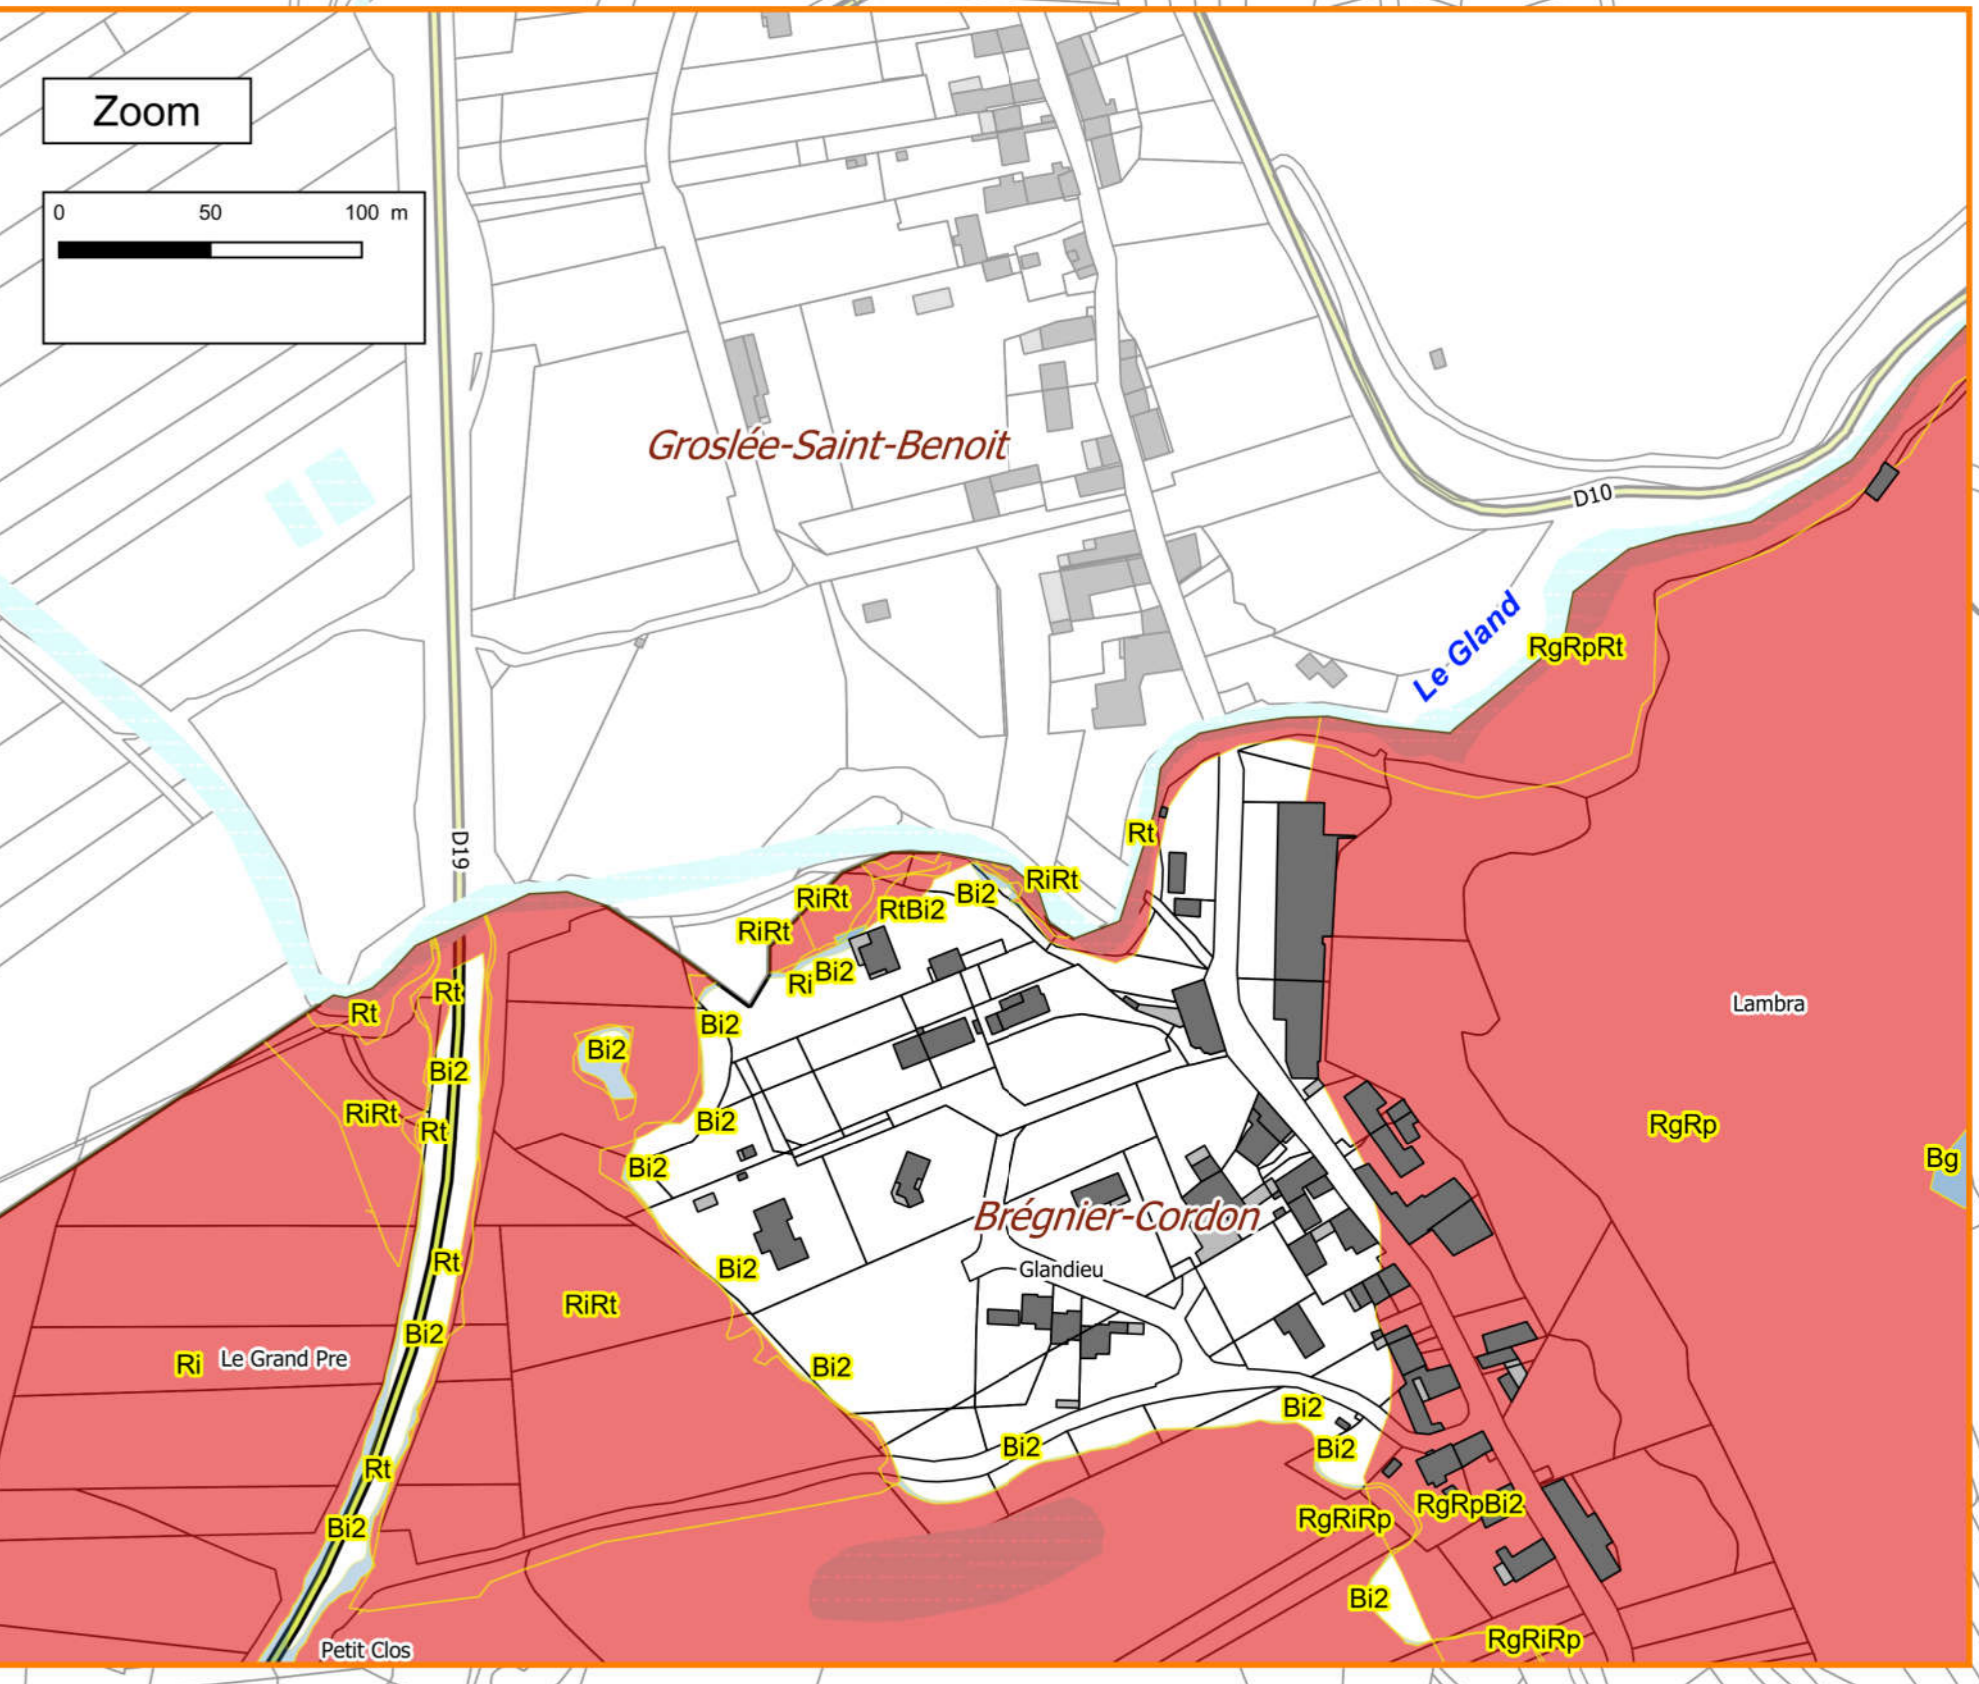 Zoom
0 50 100 m
Groslée-Saint-Benoit
D10
Le Gland
RgRpRt
D19
Rt
RiRt
Bi2
RiRt
RtBi2
RiRt
Ri
Bi2
Rt
Rt
Lambra
Bi2
Bi2
Bi2
RiRt
Rt
Bi2
RgRp
Bg
Bi2
Brégnier-Cordon
Glandieu
Rt
Bi2
RiRt
Bi2
Ri
Le Grand Pre
Bi2
Bi2
Bi2
Bi2
Rt
RgRpBi2
RgRiRp
Bi2
Bi2
RgRiRp
Petit Clos